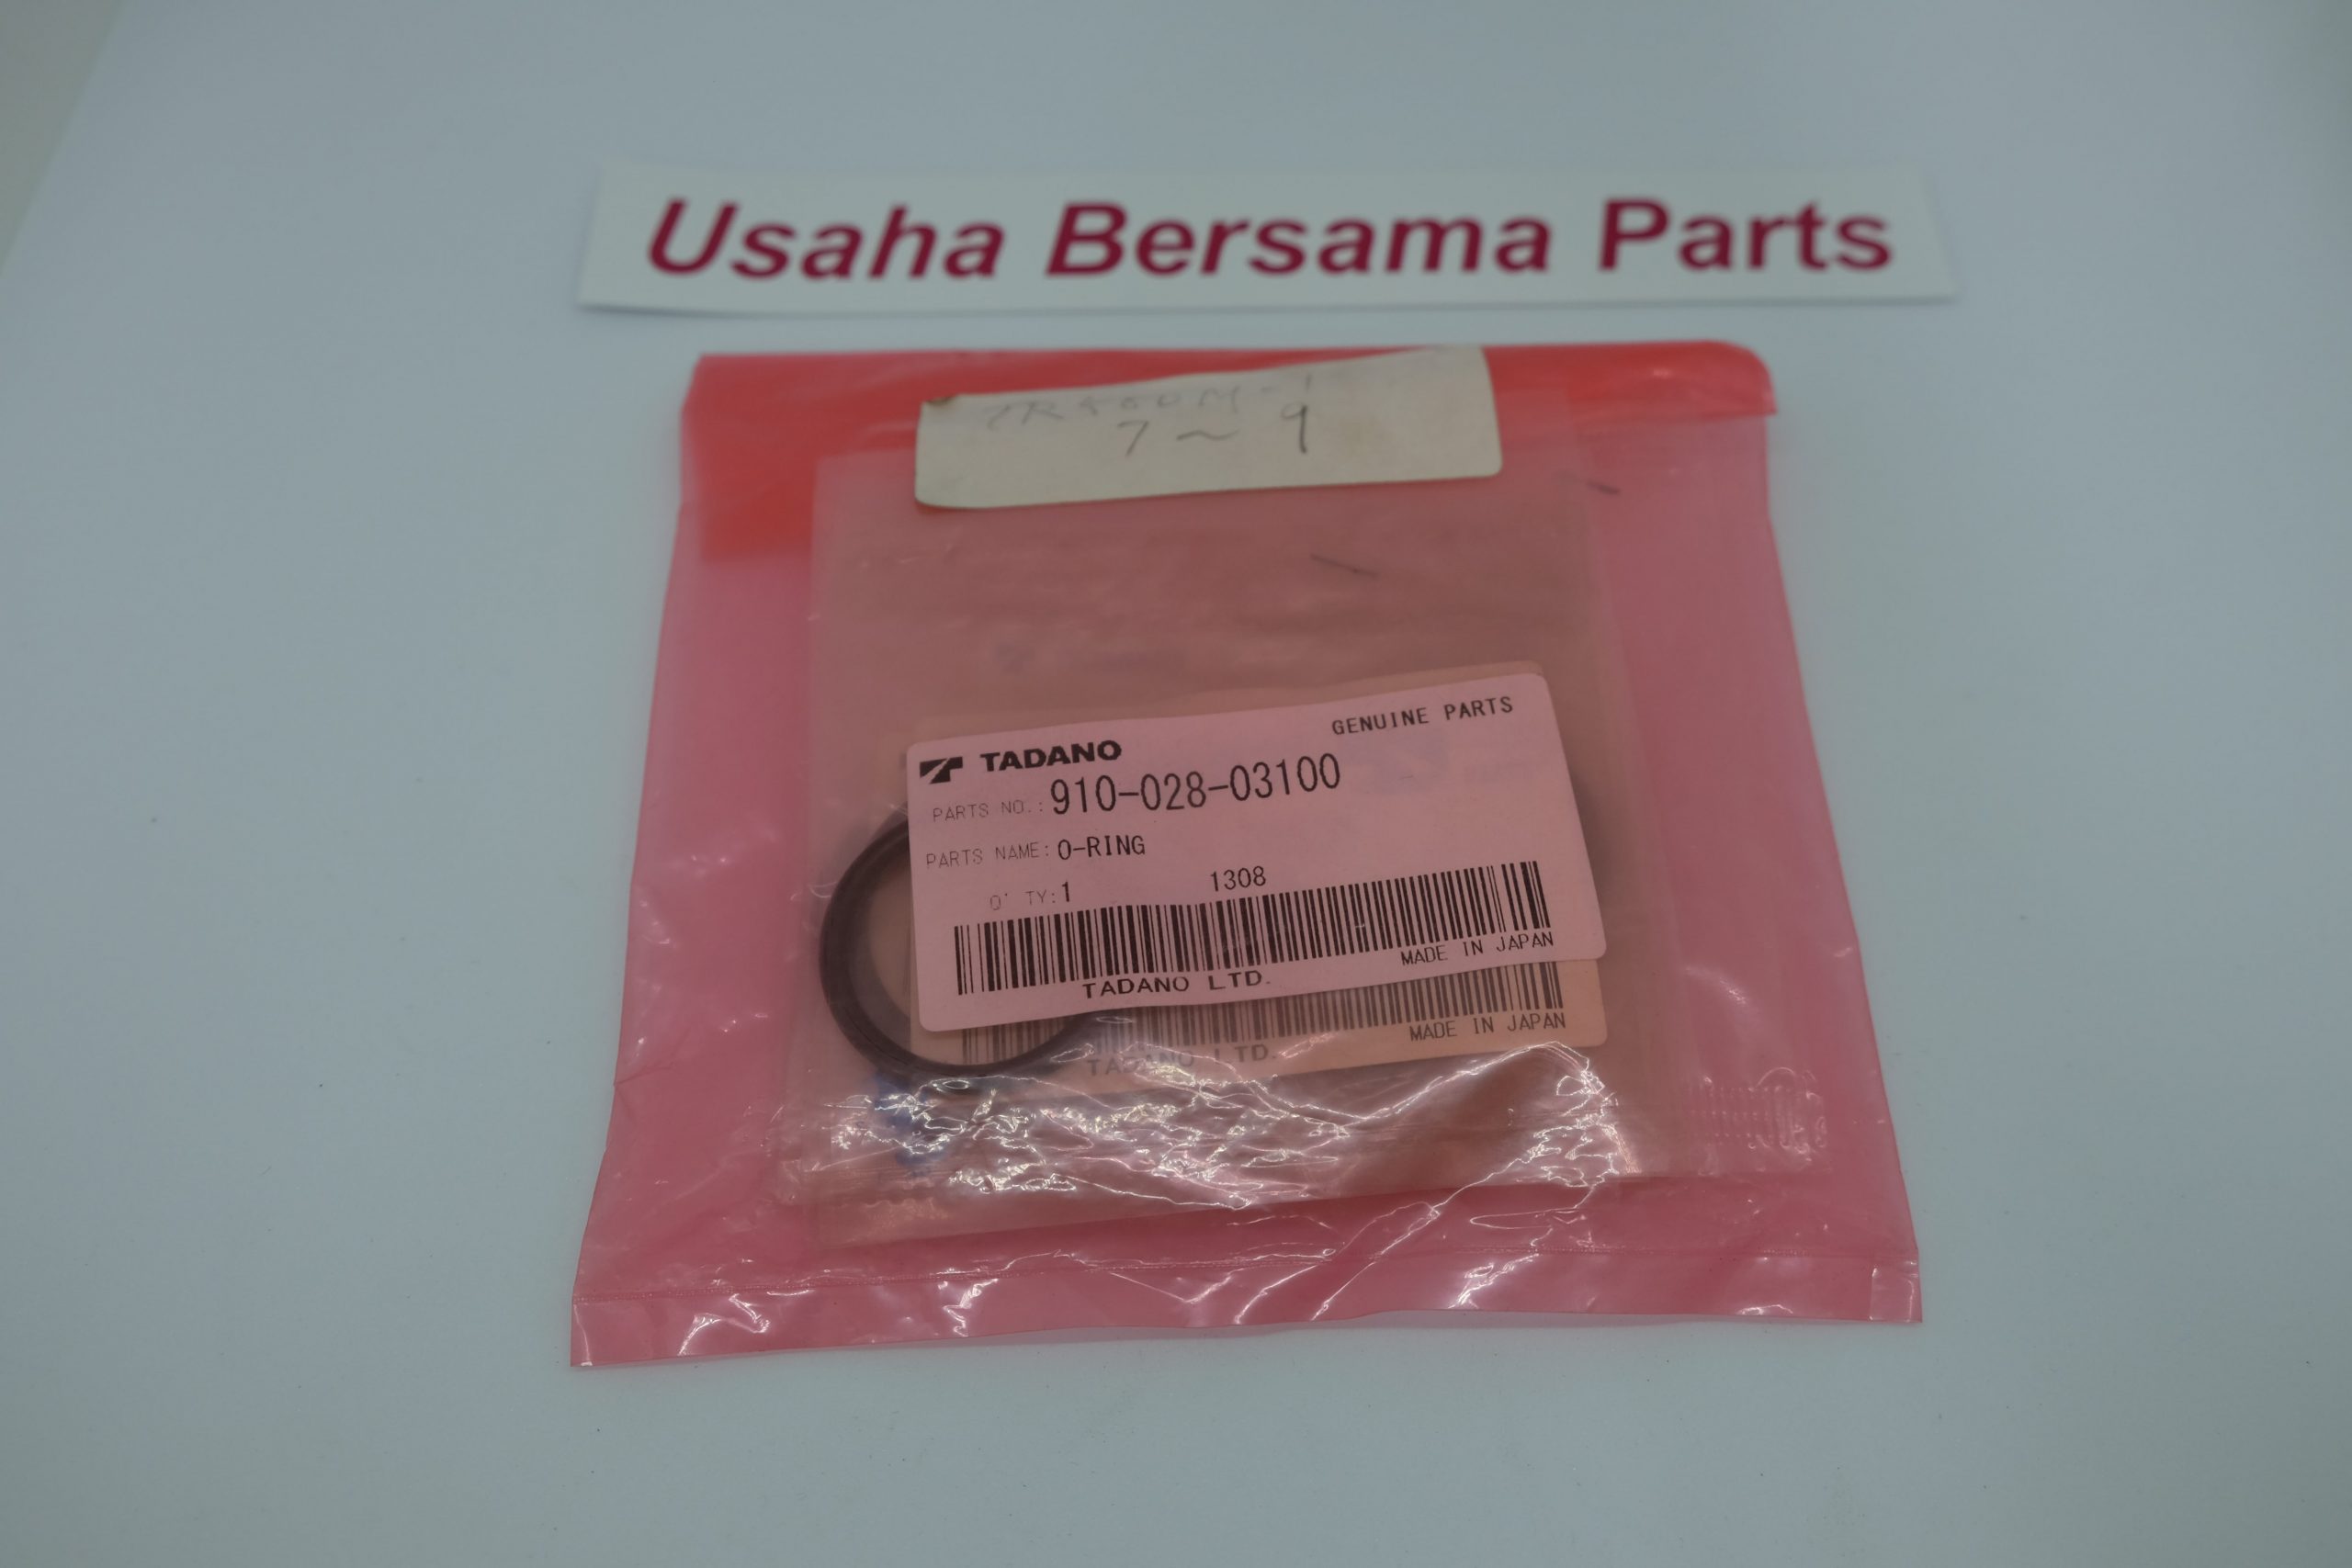 Usaha Bersama Parts
7 ~ 9
GENUINE PARTS
TADANO
PARTS NO.: 910-028-03100
PARTS NAME: O-RING
Q' TY: 1
1308
MADE IN JAPAN
TADANO LTD.
MADE IN JAPAN
TADANO LTD.